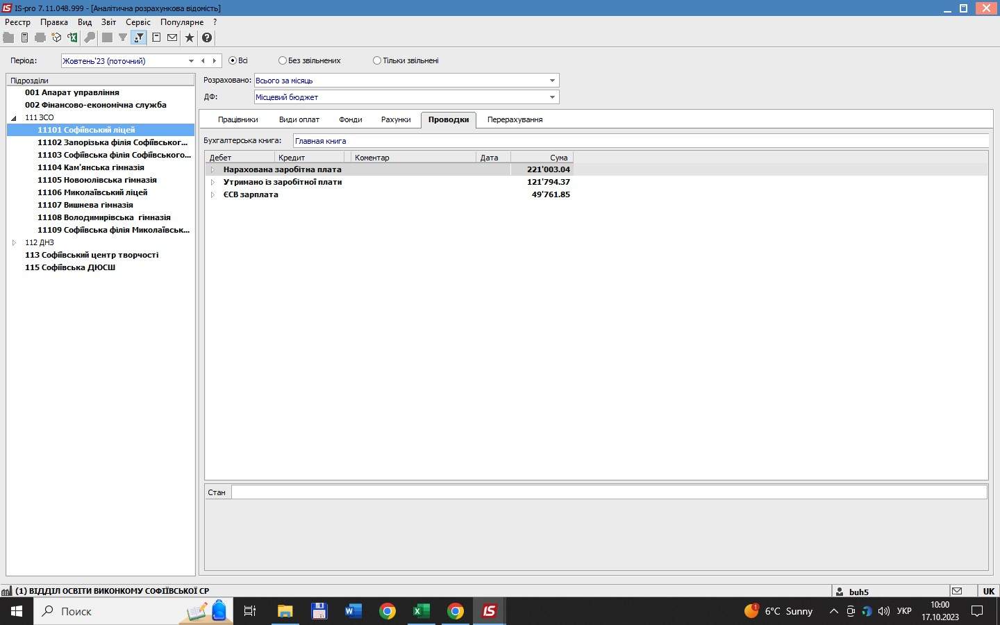 IS-pro 7.11.048.999 - [Аналітична розрахункова відомість]
Реєстр Правка Вид Звіт Сервіс Популярне ?
Період: Жовтень'23 (поточний) Всі Без звільнених Тільки звільнені
Підрозділи
001 Апарат управління
002 Фінансово-економічна служба
111 ЗСО
11101 Софіївський ліцей
11102 Запорізька філія Софіївськог...
11103 Софіївська філія Софіївського...
11104 Кам'янська гімназія
11105 Новоюлівська гімназія
11106 Миколаївський ліцей
11107 Вишнева гімназія
11108 Володимирівська гімназія
11109 Софіївська філія Миколаївськ...
112 ДНЗ
113 Софіївський центр творчості
115 Софіївська ДЮСШ
Розраховано: Всього за місяць
ДФ: Місцевий бюджет
Працівники Види оплат Фонди Рахунки Проводки Перерахування
Бухгалтерська книга: Главная книга
Дебет Кредит Коментар Дата Сума
Нарахована заробітна плата 221'003.04
Утримано із заробітної плати 121'794.37
ЄСВ зарплата 49'761.85
Стан
(1) ВІДДІЛ ОСВІТИ ВИКОНКОМУ СОФІЇВСЬКОЇ СР buh5 UK
Поиск 1 6°C Sunny УКР 10:00
17.10.2023